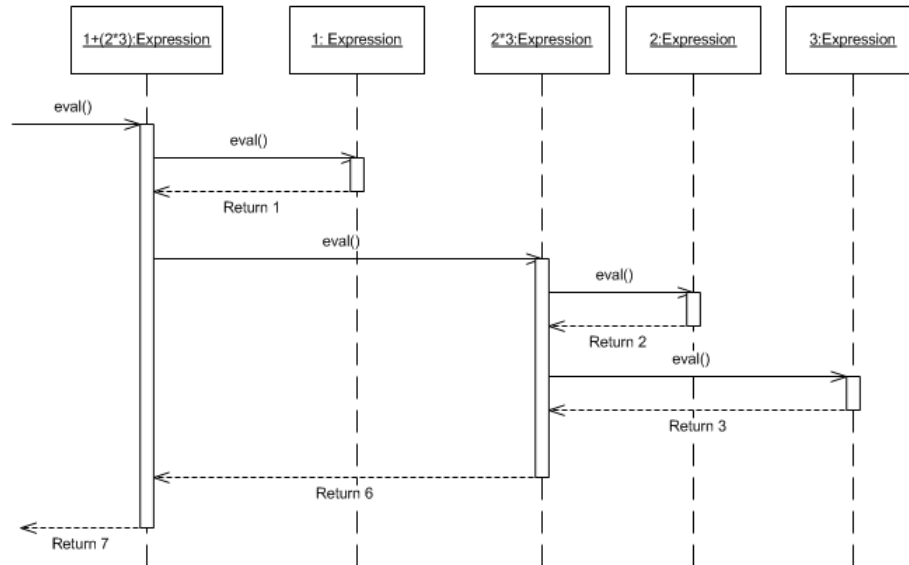 1+(2*3):Expression
1: Expression
2*3:Expression
2:Expression
3:Expression
eval()
eval()
Return 1
eval()
eval()
Return 2
eval()
Return 3
Return 6
Return 7